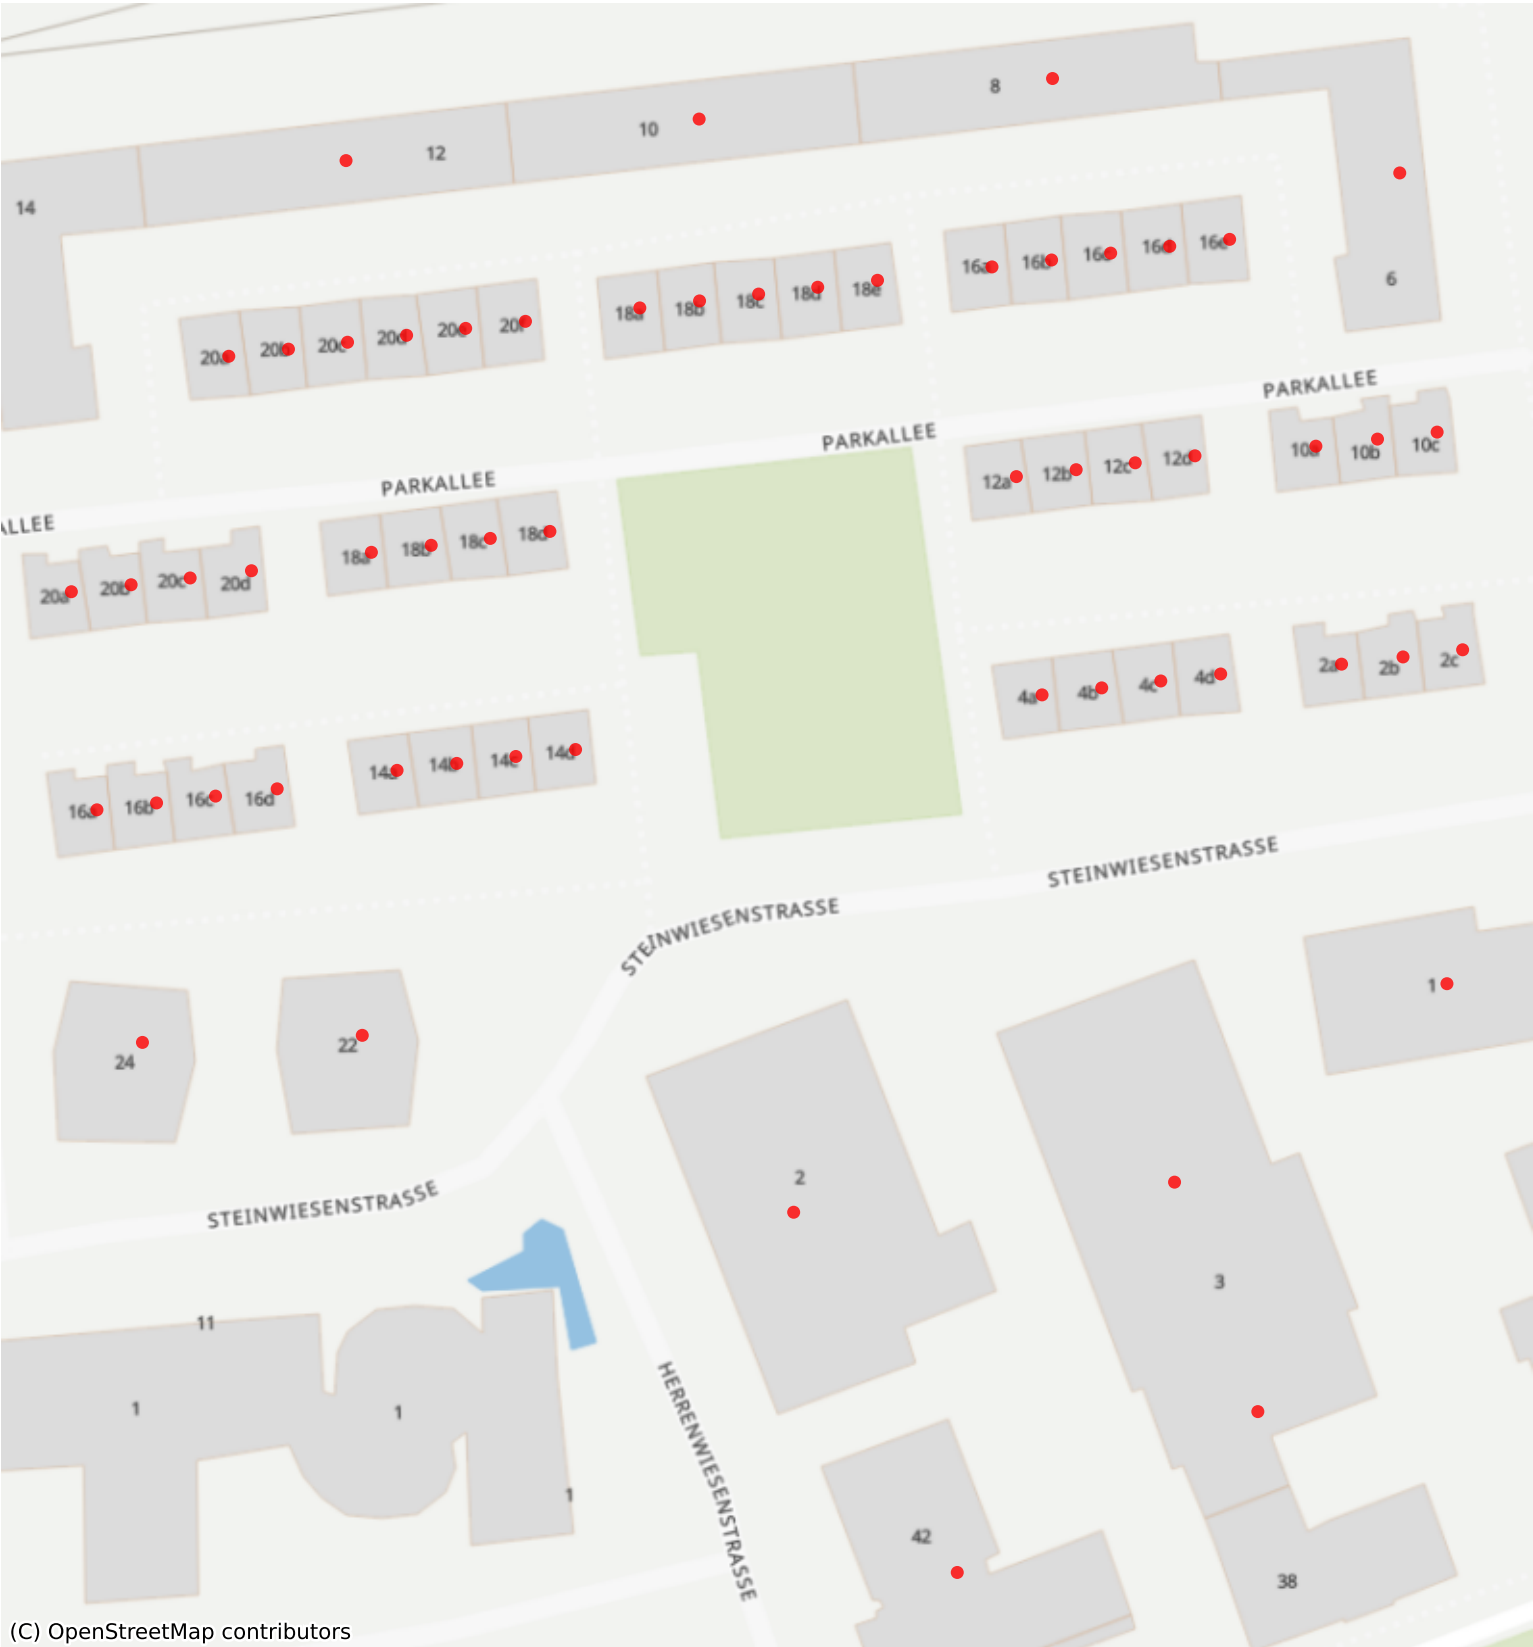 8
12
10
14
6
16a 16b 16c 16d 16e
18a 18b 18c 18d 18e
20a 20b 20c 20d 20e 20f
PARKALLEE
PARKALLEE
PARKALLEE
ALLEE
10a 10b 10c
12a 12b 12c 12d
18a 18b 18c 18d
20a 20b 20c 20d
2a 2b 2c
4a 4b 4c 4d
14a 14b 14c 14d
16a 16b 16c 16d
STEINWIESENSTRASSE
STEINWIESENSTRASSE
1
24
22
2
STEINWIESENSTRASSE
3
11
1
1
1
HERRENWIESENSTRASSE
42
38
(C) OpenStreetMap contributors